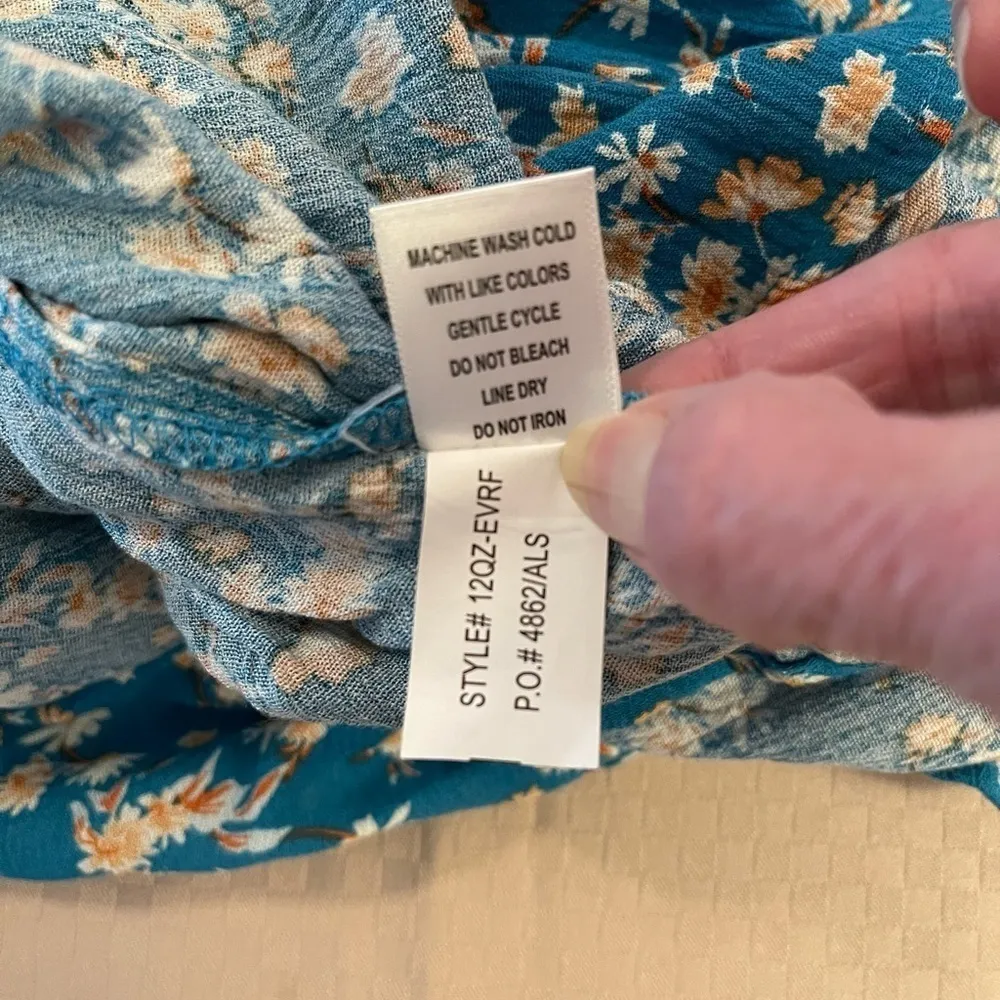 MACHINE WASH COLD
WITH LIKE COLORS
GENTLE CYCLE
DO NOT BLEACH
LINE DRY
DO NOT IRON
STYLE# 12QZ-EVRF
P.O.# 4862/ALS